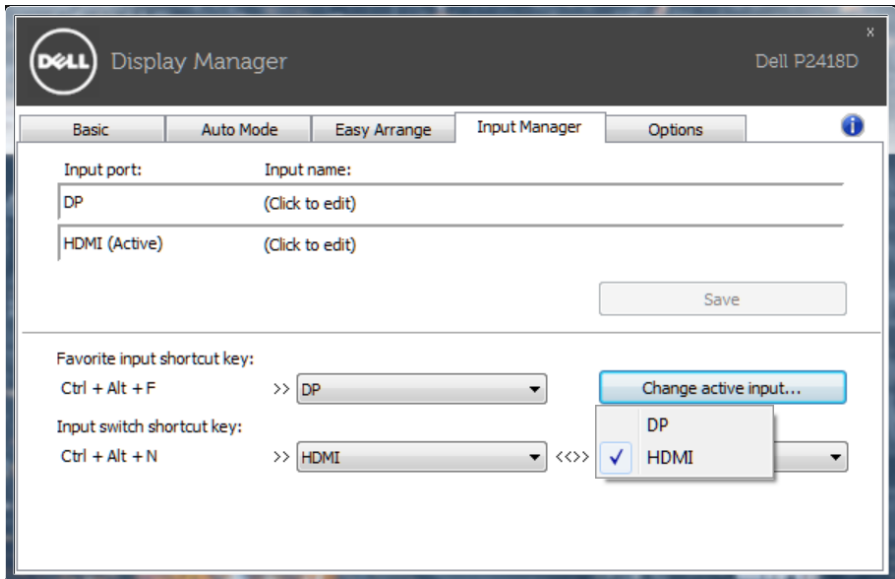 x
DELL Display Manager Dell P2418D
Basic Auto Mode Easy Arrange Input Manager Options i
Input port: Input name:
DP (Click to edit)
HDMI (Active) (Click to edit)
Save
Favorite input shortcut key:
Ctrl + Alt + F >> DP Change active input...
Input switch shortcut key:
DP
Ctrl + Alt + N >> HDMI <<>> HDMI